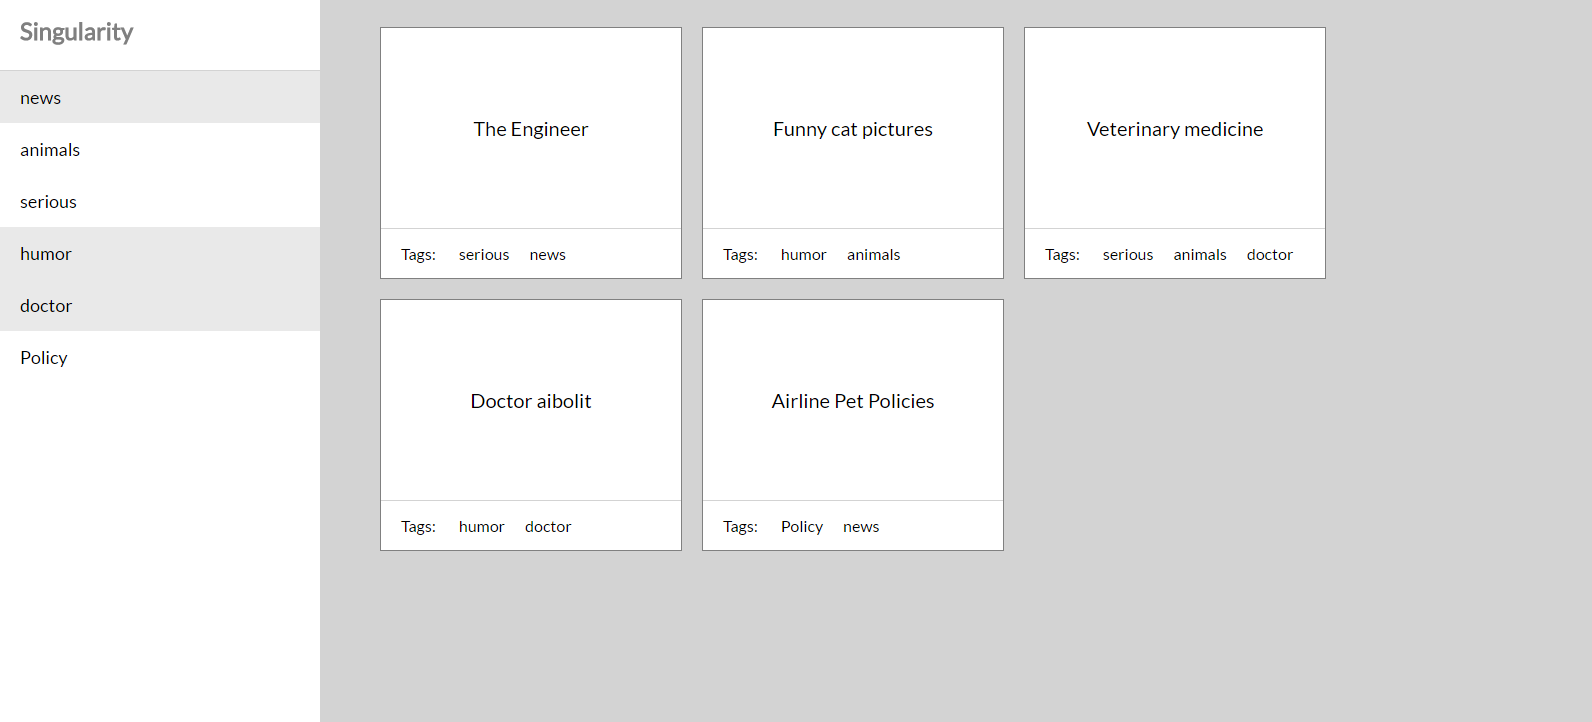 Singularity
news
animals
serious
humor
doctor
Policy
The Engineer
Tags: serious news
Funny cat pictures
Tags: humor animals
Veterinary medicine
Tags: serious animals doctor
Doctor aibolit
Tags: humor doctor
Airline Pet Policies
Tags: Policy news